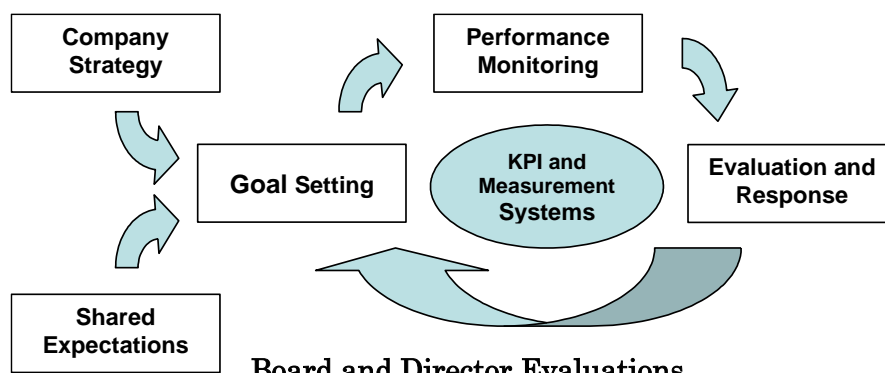 Company
Strategy
Performance
Monitoring
Goal Setting
KPI and
Measurement
Systems
Evaluation and
Response
Shared
Expectations
Board and Director Evaluations